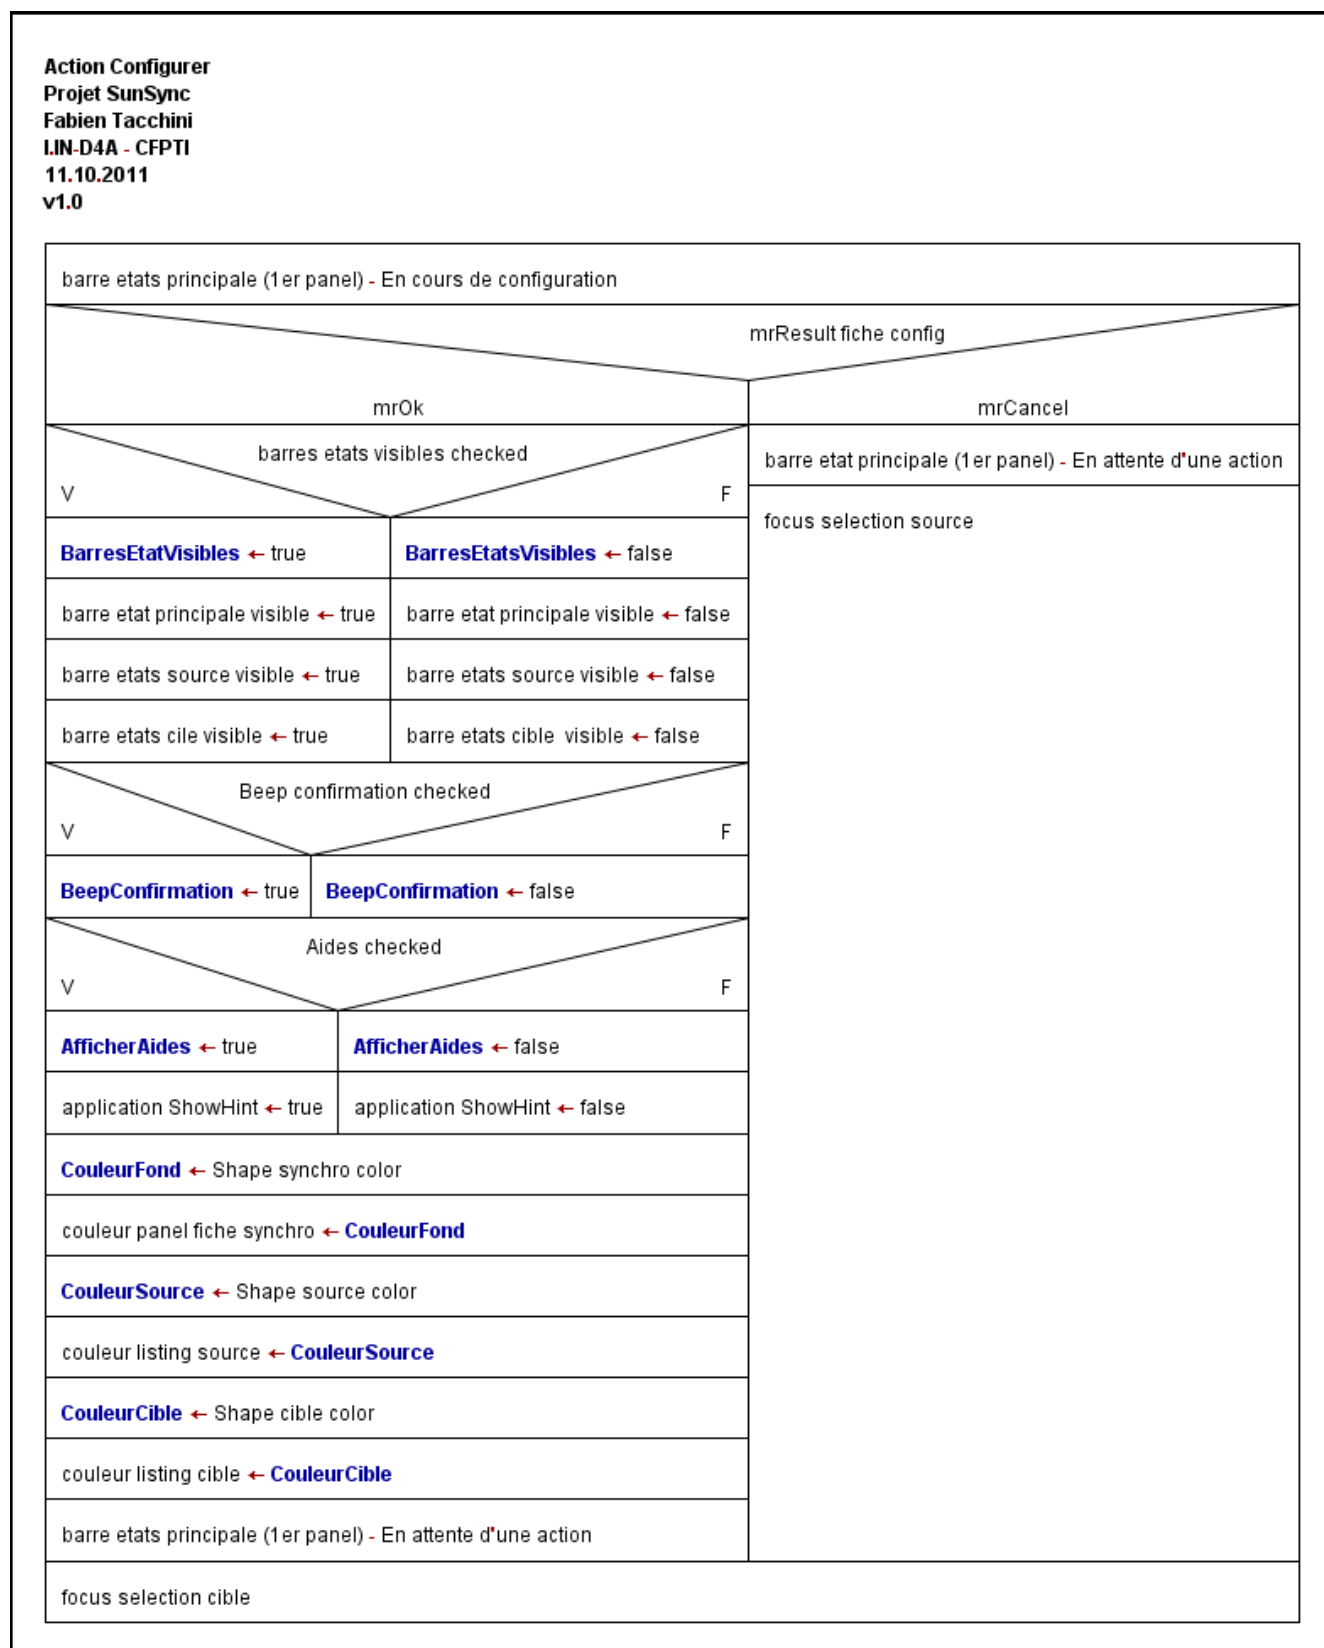 Action Configurer
Projet SunSync
Fabien Tacchini
I.IN-D4A - CFPTI
11.10.2011
v1.0
barre etats principale (1er panel) - En cours de configuration
mrResult fiche config
mrOk
mrCancel
barres etats visibles checked
V
F
barre etat principale (1er panel) - En attente d'une action
focus selection source
BarresEtatVisibles ← true
BarresEtatsVisibles ← false
barre etat principale visible ← true
barre etat principale visible ← false
barre etats source visible ← true
barre etats source visible ← false
barre etats cile visible ← true
barre etats cible  visible ← false
Beep confirmation checked
V
F
BeepConfirmation ← true
BeepConfirmation ← false
Aides checked
V
F
AfficherAides ← true
AfficherAides ← false
application ShowHint ← true
application ShowHint ← false
CouleurFond ← Shape synchro color
couleur panel fiche synchro ← CouleurFond
CouleurSource ← Shape source color
couleur listing source ← CouleurSource
CouleurCible ← Shape cible color
couleur listing cible ← CouleurCible
barre etats principale (1er panel) - En attente d'une action
focus selection cible